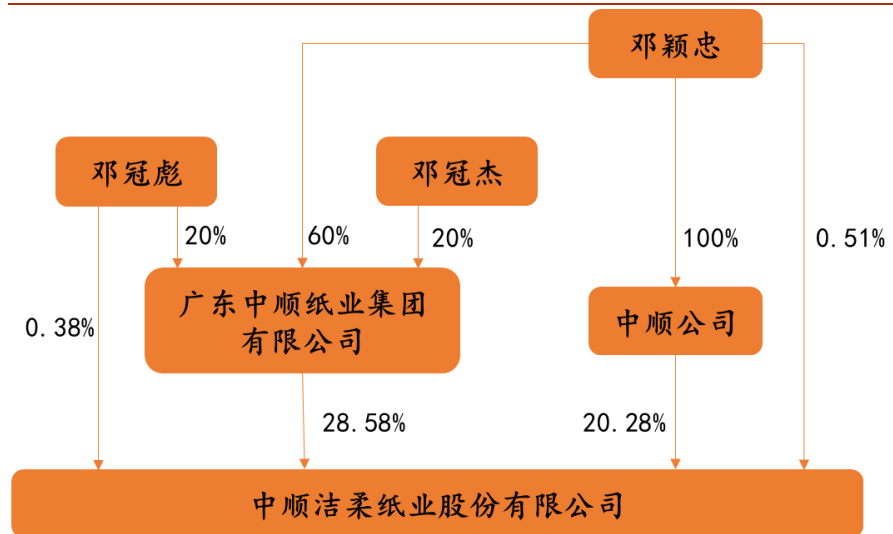 邓颖忠
邓冠彪
邓冠杰
20%
60%
20%
100%
0.51%
广东中顺纸业集团
有限公司
中顺公司
0.38%
28.58%
20.28%
中顺洁柔纸业股份有限公司